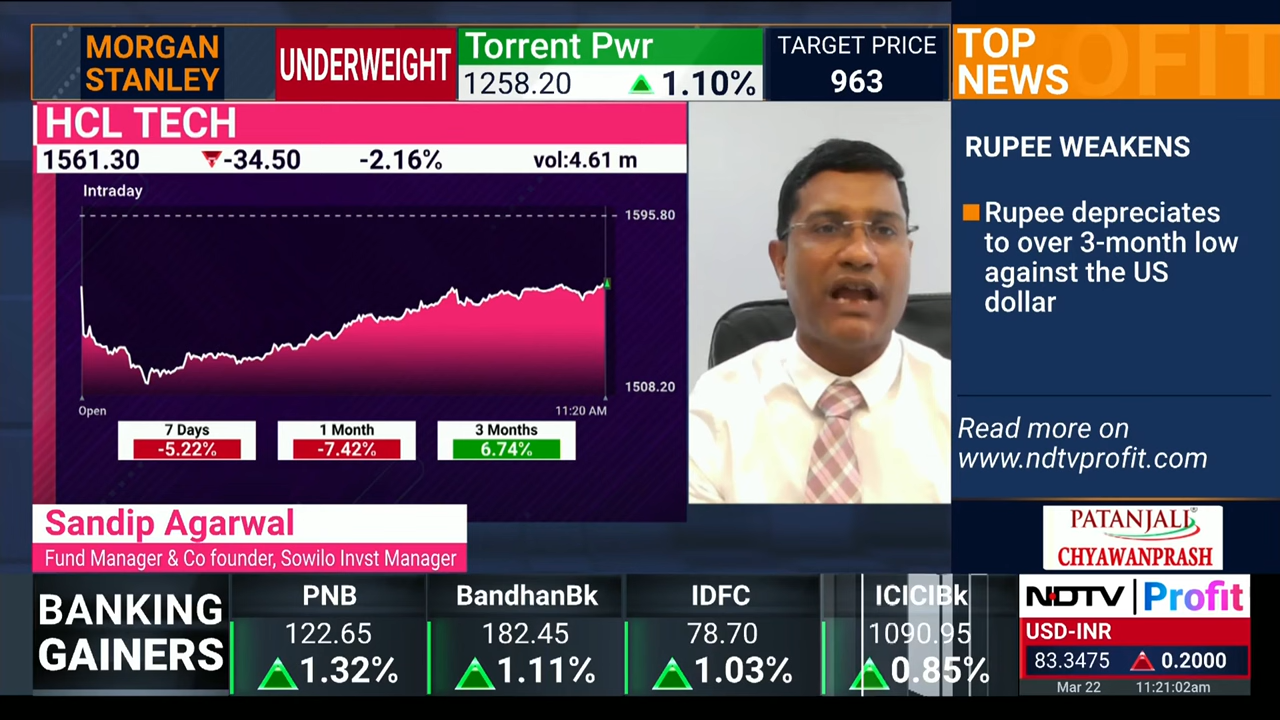 MORGAN
STANLEY
UNDERWEIGHT
Torrent Pwr
1258.20 1.10%
TARGET PRICE
963
TOP
NEWS
HCL TECH
1561.30 -34.50 -2.16% vol:4.61 m
Intraday
1595.80
1508.20
Open 11:20 AM
7 Days 1 Month 3 Months
-5.22% -7.42% 6.74%
RUPEE WEAKENS
Rupee depreciates
to over 3-month low
against the US
dollar
Read more on
www.ndtvprofit.com
Sandip Agarwal
Fund Manager & Co founder, Sowilo Invst Manager
PATANJALI
CHYAWANPRASH
BANKING
GAINERS
PNB
122.65
1.32%
BandhanBk
182.45
1.11%
IDFC
78.70
1.03%
ICICIBk
1090.95
0.85%
NDTV Profit
USD-INR
83.3475 0.2000
Mar 22 11:21:02am